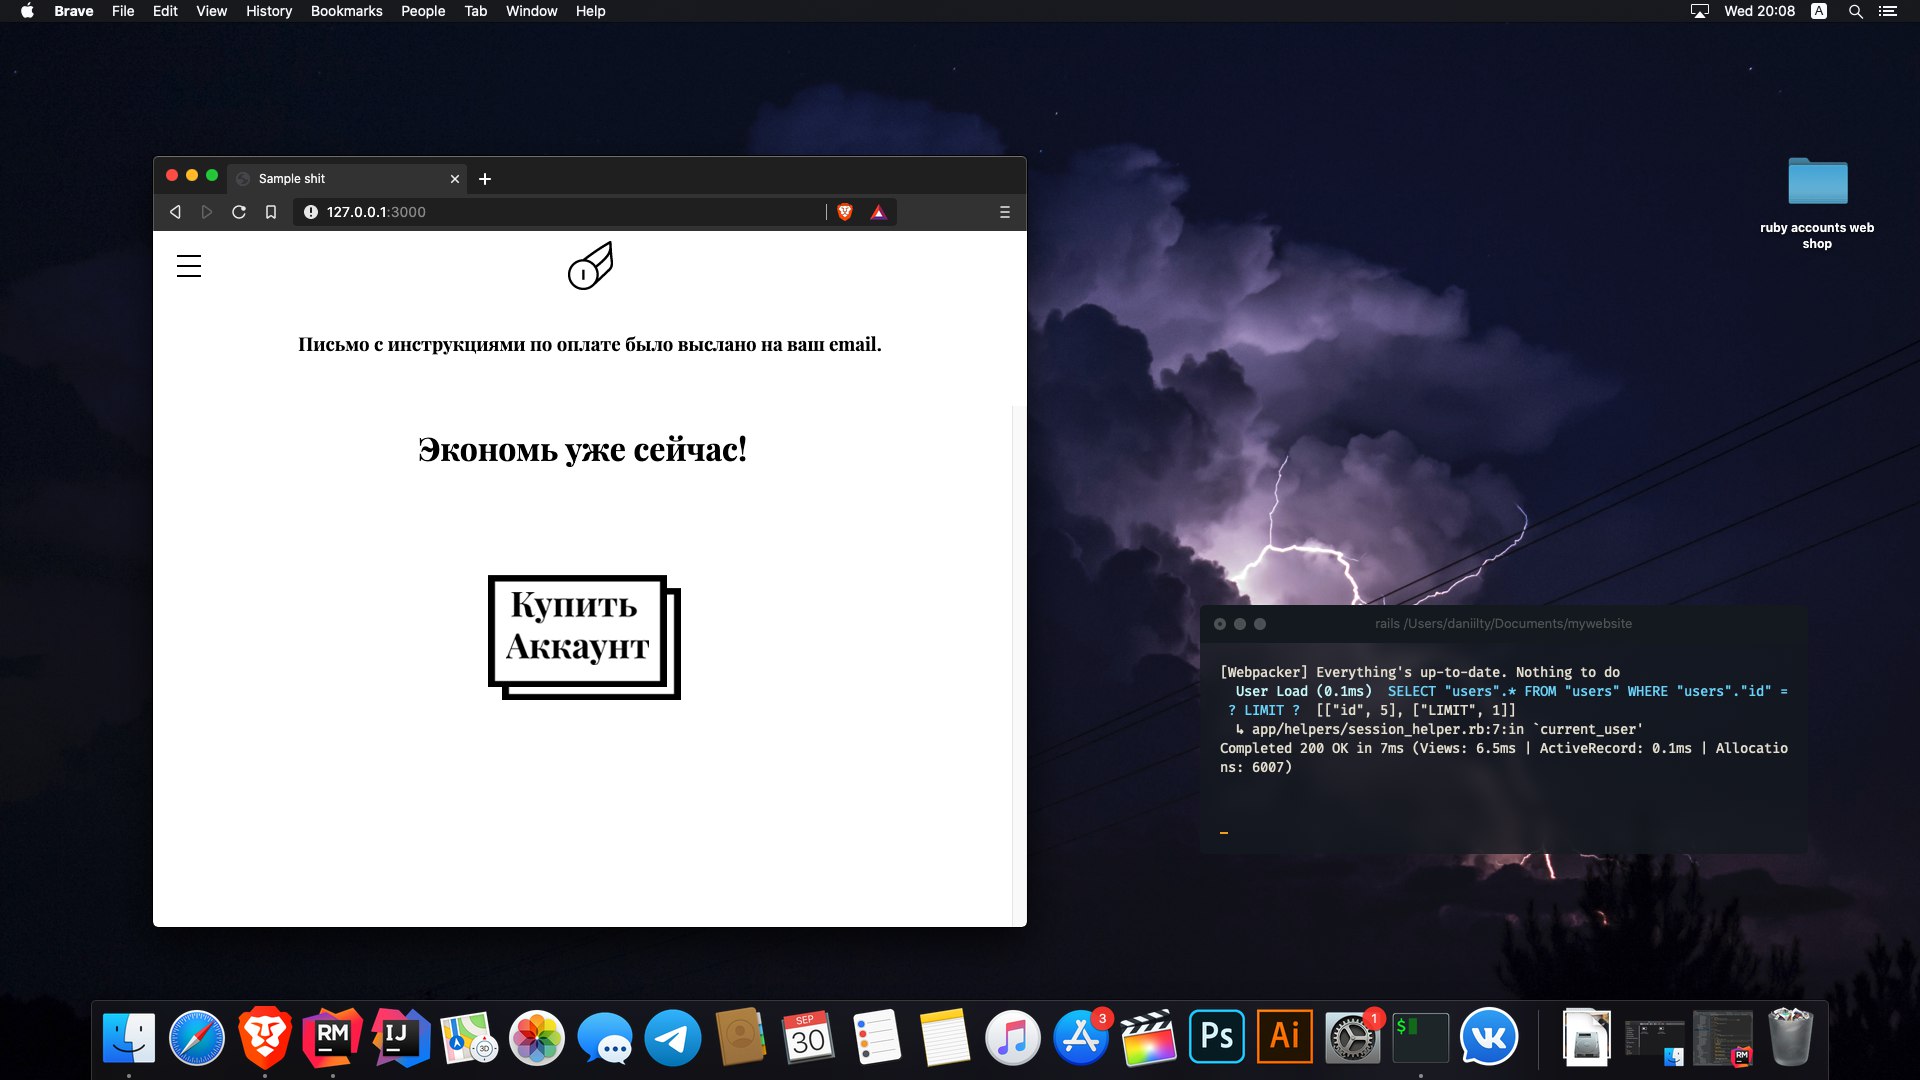 Brave File Edit View History Bookmarks People Tab Window Help
Wed 20:08 A
Sample shit
127.0.0.1:3000
Письмо с инструкциями по оплате было выслано на ваш email.
Экономь уже сейчас!
Купить
Аккаунт
ruby accounts web
shop
rails /Users/daniilty/Documents/mywebsite
[Webpacker] Everything's up-to-date. Nothing to do
User Load (0.1ms) SELECT "users".* FROM "users" WHERE "users"."id" =
? LIMIT ? [["id", 5], ["LIMIT", 1]]
↳ app/helpers/session_helper.rb:7:in `current_user'
Completed 200 OK in 7ms (Views: 6.5ms | ActiveRecord: 0.1ms | Allocatio
ns: 6007)
RM
IJ
3D
SEP
30
3
Ps
Ai
1
$
RM